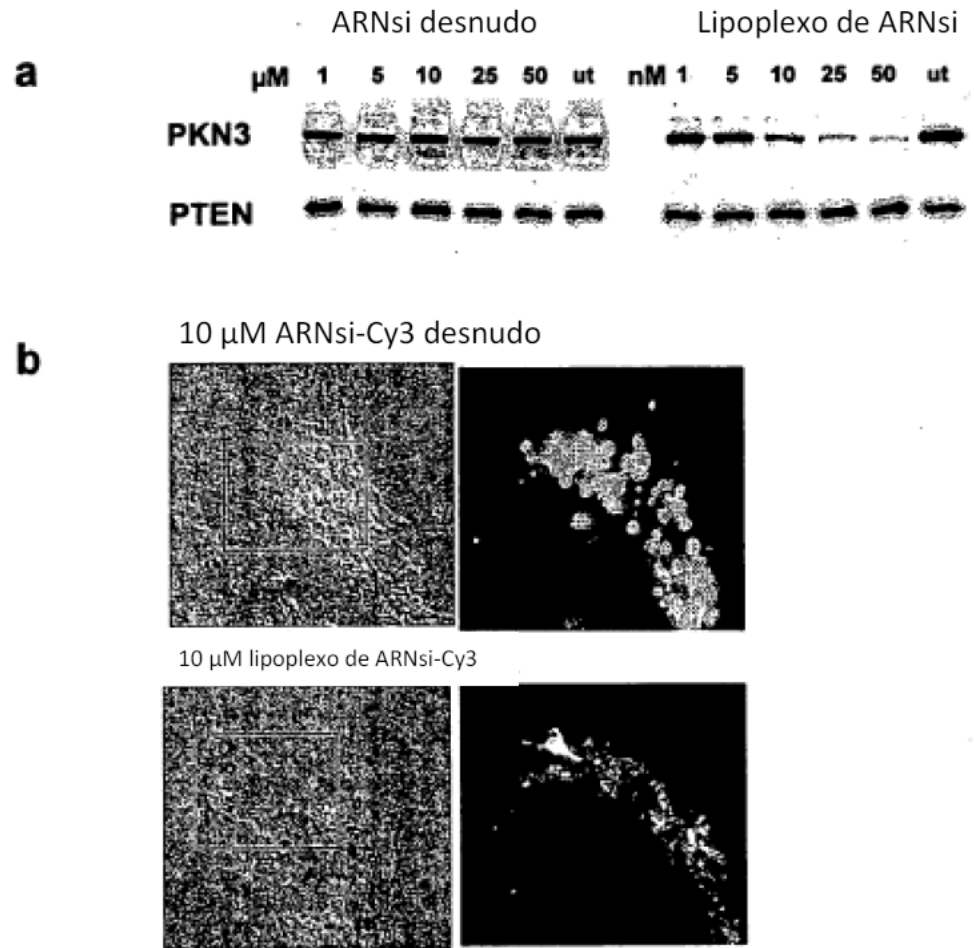 ARNsi desnudo Lipoplexo de ARNsi
a µM 1 5 10 25 50 ut nM 1 5 10 25 50 ut
PKN3
PTEN
b 10 µM ARNsi-Cy3 desnudo
10 µM lipoplexo de ARNsi-Cy3